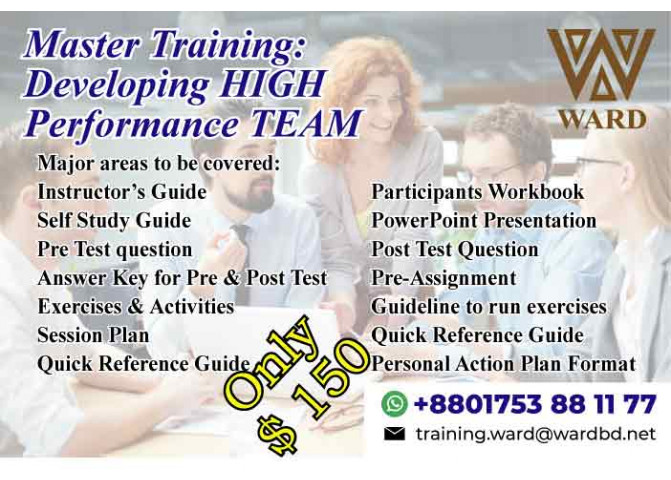 Master Training:
Developing HIGH
Performance TEAM
WARD
Major areas to be covered:
Instructor's Guide
Self Study Guide
Pre Test question
Answer Key for Pre & Post Test
Exercises & Activities
Session Plan
Quick Reference Guide
Participants Workbook
PowerPoint Presentation
Post Test Question
Pre-Assignment
Guideline to run exercises
Quick Reference Guide
Personal Action Plan Format
Only
$ 150
+8801753 88 11 77
training.ward@wardbd.net